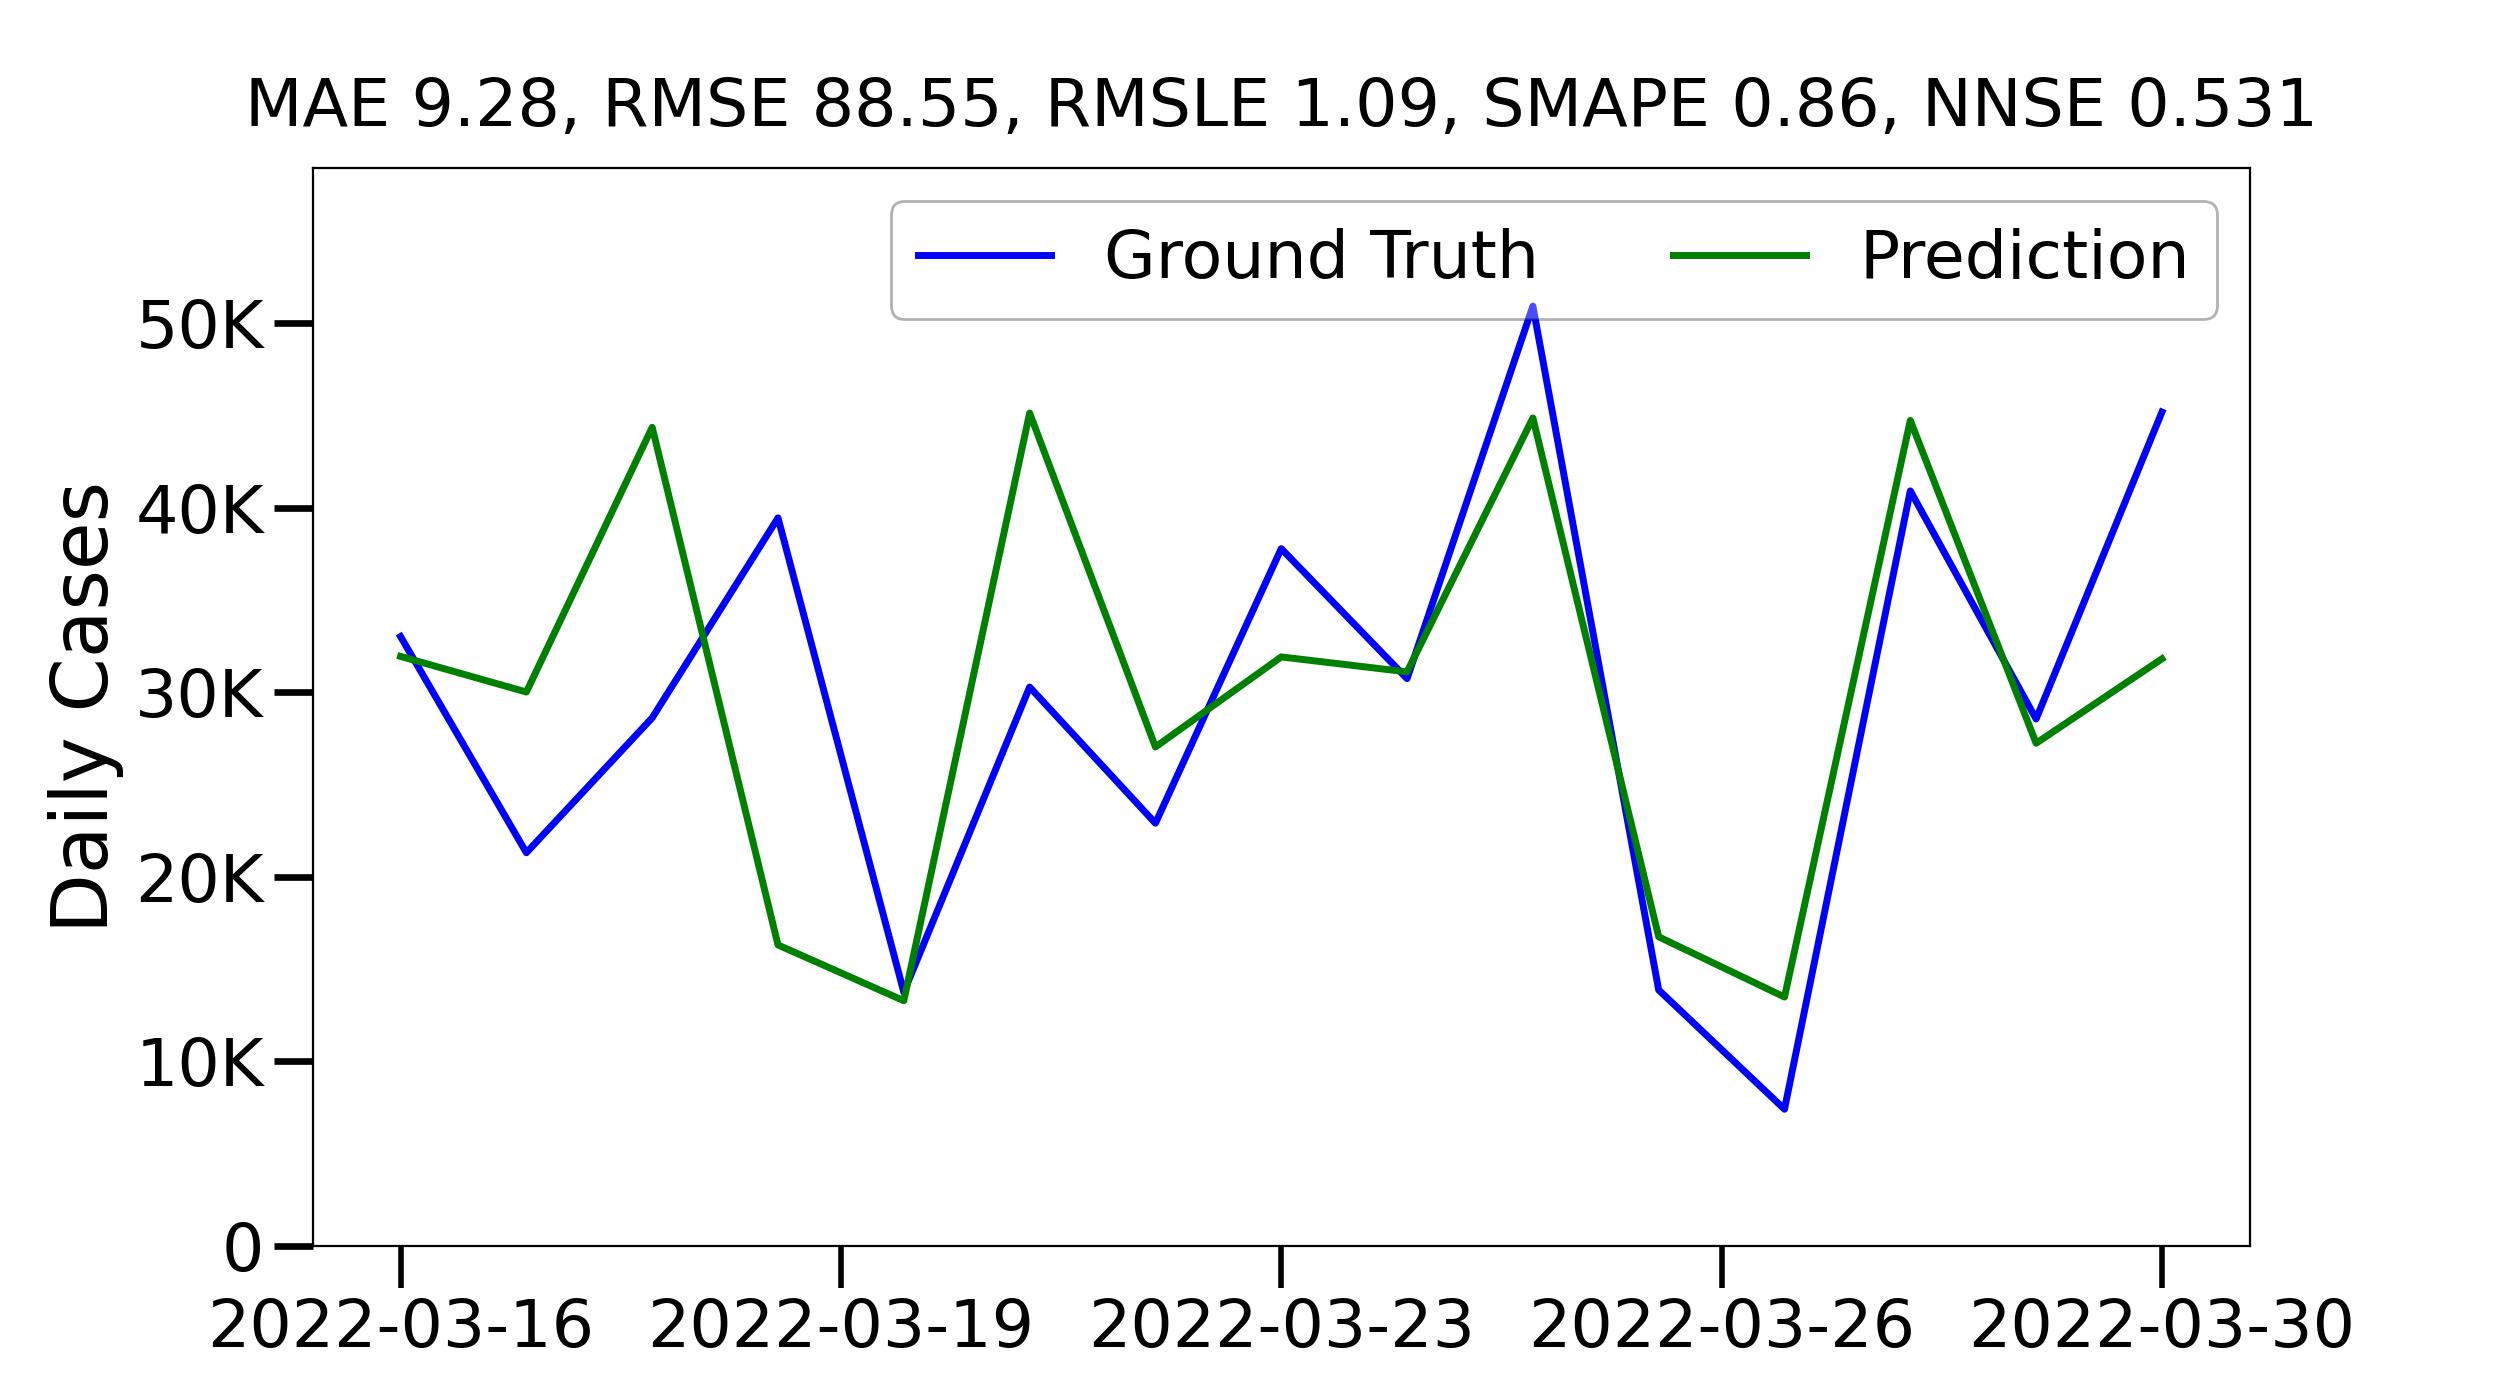 MAE 9.28, RMSE 88.55, RMSLE 1.09, SMAPE 0.86, NNSE 0.531
Ground Truth
Prediction
Daily Cases
50K
40K
30K
20K
10K
0
2022-03-16
2022-03-19
2022-03-23
2022-03-26
2022-03-30